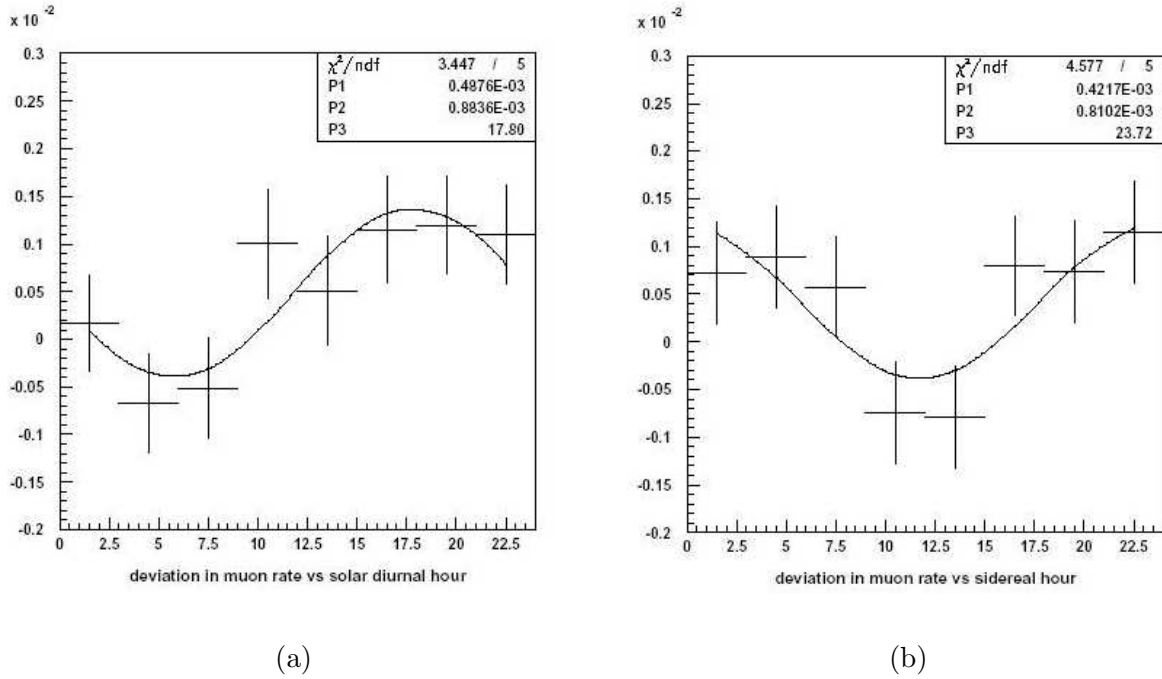 x 10 -2
0.3
0.25
0.2
0.15
0.1
0.05
0
-0.05
-0.1
-0.15
-0.2
χ²/ndf 3.447 / 5
P1 0.4876E-03
P2 0.8836E-03
P3 17.80
0 2.5 5 7.5 10 12.5 15 17.5 20 22.5
deviation in muon rate vs solar diurnal hour
(a)
x 10 -2
0.3
0.25
0.2
0.15
0.1
0.05
0
-0.05
-0.1
-0.15
-0.2
χ²/ndf 4.577 / 5
P1 0.4217E-03
P2 0.8102E-03
P3 23.72
0 2.5 5 7.5 10 12.5 15 17.5 20 22.5
deviation in muon rate vs sidereal hour
(b)